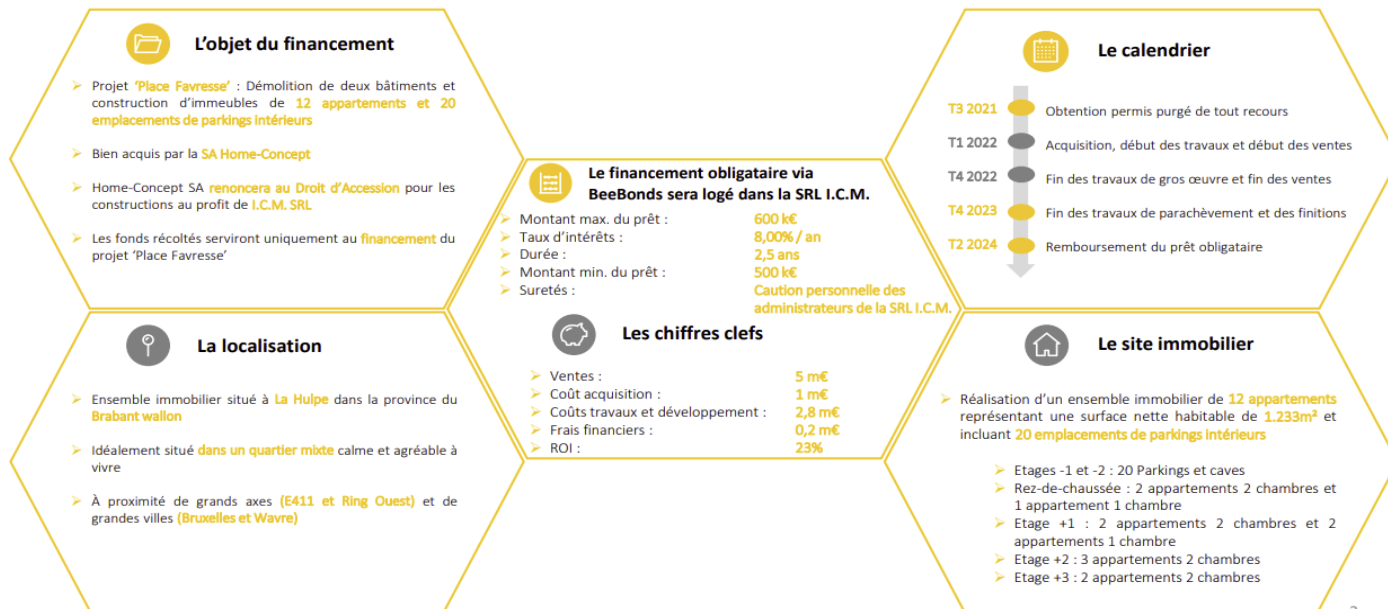 L'objet du financement
Projet 'Place Favresse' : Démolition de deux bâtiments et
construction d'immeubles de 12 appartements et 20
emplacements de parkings intérieurs
Bien acquis par la SA Home-Concept
Home-Concept SA renoncera au Droit d'Accession pour les
constructions au profit de I.C.M. SRL
Les fonds récoltés serviront uniquement au financement du
projet 'Place Favresse'
La localisation
Ensemble immobilier situé à La Hulpe dans la province du
Brabant wallon
Idéalement situé dans un quartier mixte calme et agréable à
vivre
À proximité de grands axes (E411 et Ring Ouest) et de
grandes villes (Bruxelles et Wavre)
Le financement obligataire via
BeeBonds sera logé dans la SRL I.C.M.
Montant max. du prêt : 600 k€
Taux d'intérêts : 8,00% / an
Durée : 2,5 ans
Montant min. du prêt : 500 k€
Suretés : Caution personnelle des
administrateurs de la SRL I.C.M.
Les chiffres clefs
Ventes : 5 m€
Coût acquisition : 1 m€
Coûts travaux et développement : 2,8 m€
Frais financiers : 0,2 m€
ROI : 23%
Le calendrier
T3 2021 Obtention permis purgé de tout recours
T1 2022 Acquisition, début des travaux et début des ventes
T4 2022 Fin des travaux de gros œuvre et fin des ventes
T4 2023 Fin des travaux de parachèvement et des finitions
T2 2024 Remboursement du prêt obligataire
Le site immobilier
Réalisation d'un ensemble immobilier de 12 appartements
représentant une surface nette habitable de 1.233m² et
incluant 20 emplacements de parkings intérieurs
Etages -1 et -2 : 20 Parkings et caves
Rez-de-chaussée : 2 appartements 2 chambres et
1 appartement 1 chambre
Etage +1 : 2 appartements 2 chambres et 2
appartements 1 chambre
Etage +2 : 3 appartements 2 chambres
Etage +3 : 2 appartements 2 chambres